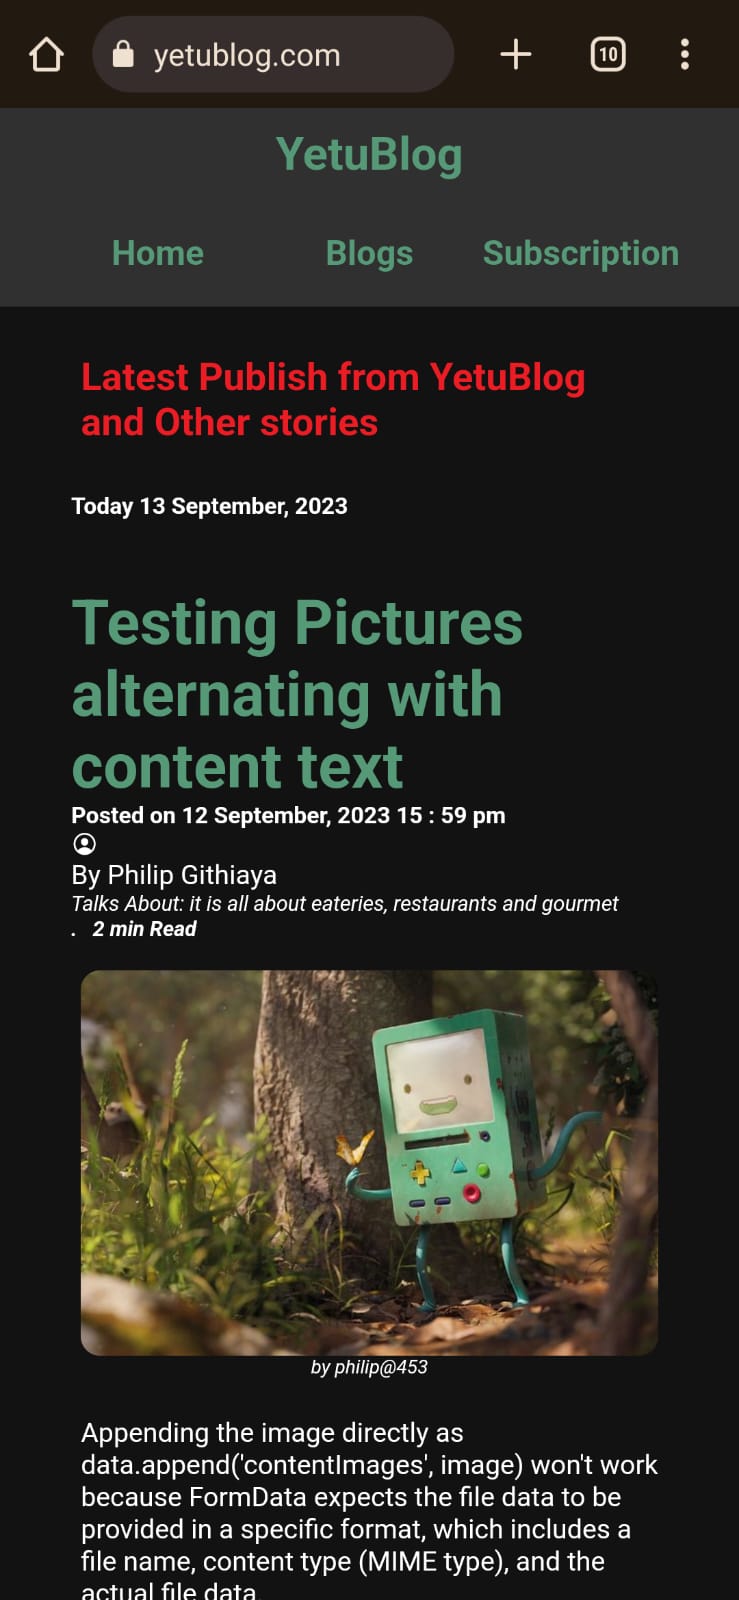 yetublog.com
10
YetuBlog
Home Blogs Subscription
Latest Publish from YetuBlog
and Other stories
Today 13 September, 2023
Testing Pictures
alternating with
content text
Posted on 12 September, 2023 15 : 59 pm
By Philip Githiaya
Talks About: it is all about eateries, restaurants and gourmet
. 2 min Read
by philip@453
Appending the image directly as
data.append('contentImages', image) won't work
because FormData expects the file data to be
provided in a specific format, which includes a
file name, content type (MIME type), and the
actual file data.